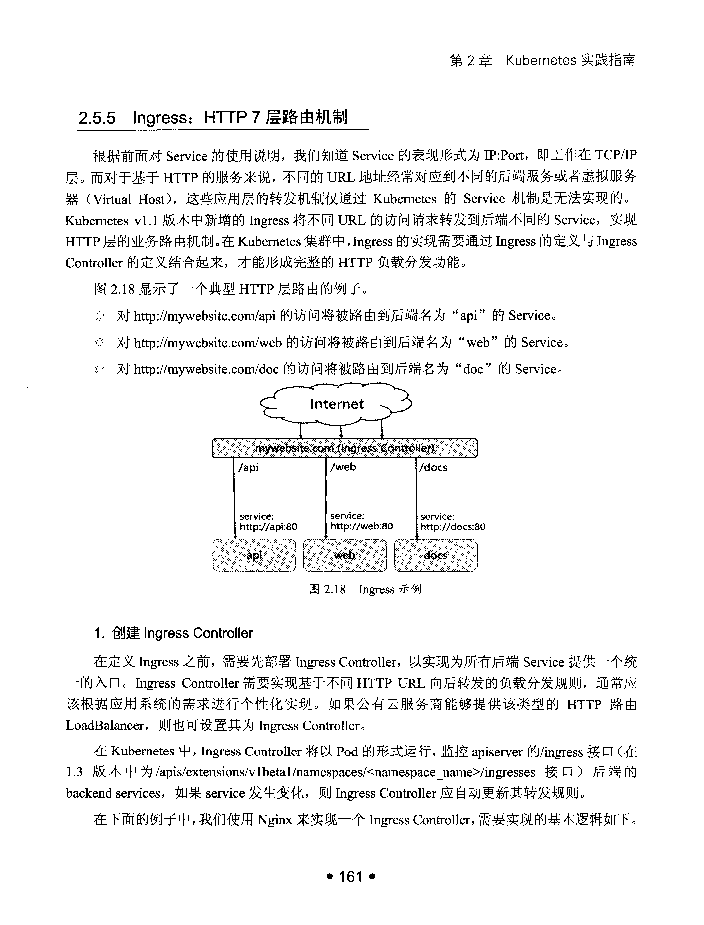 第 2 章 Kubernetes 实践指南
2.5.5 Ingress：HTTP 7 层路由机制
根据前面对 Service 的使用说明，我们知道 Service 的表现形式为 IP:Port，即工作在 TCP/IP
层。而对于基于 HTTP 的服务来说，不同的 URL 地址经常对应到不同的后端服务或者虚拟服务
器（Virtual Host），这些应用层的转发机制仅通过 Kubernetes 的 Service 机制是无法实现的。
Kubernetes v1.1 版本中新增的 Ingress 将不同 URL 的访问请求转发到后端不同的 Service，实现
HTTP 层的业务路由机制。在 Kubernetes 集群中，Ingress 的实现需要通过 Ingress 的定义与 Ingress
Controller 的定义结合起来，才能形成完整的 HTTP 负载分发功能。
图 2.18 显示了一个典型 HTTP 层路由的例子。
对 http://mywebsite.com/api 的访问将被路由到后端名为“api”的 Service。
对 http://mywebsite.com/web 的访问将被路由到后端名为“web”的 Service。
对 http://mywebsite.com/doc 的访问将被路由到后端名为“doc”的 Service。
Internet
mywebsite.com (Ingress Controller)
/api /web /docs
service: service: service:
http://api:80 http://web:80 http://docs:80
api web docs
图 2.18 Ingress 示例
1. 创建 Ingress Controller
在定义 Ingress 之前，需要先部署 Ingress Controller，以实现为所有后端 Service 提供一个统
一的入口。Ingress Controller 需要实现基于不同 HTTP URL 向后转发的负载分发规则，通常应
该根据应用系统的需求进行个性化实现。如果公有云服务商能够提供该类型的 HTTP 路由
LoadBalancer，则也可设置其为 Ingress Controller。
在 Kubernetes 中，Ingress Controller 将以 Pod 的形式运行，监控 apiserver 的/ingress 接口（在
1.3 版本中为/apis/extensions/v1beta1/namespaces/<namespace_name>/ingresses 接口）后端的
backend services，如果 service 发生变化，则 Ingress Controller 应自动更新其转发规则。
在下面的例子中，我们使用 Nginx 来实现一个 Ingress Controller，需要实现的基本逻辑如下。
• 161 •